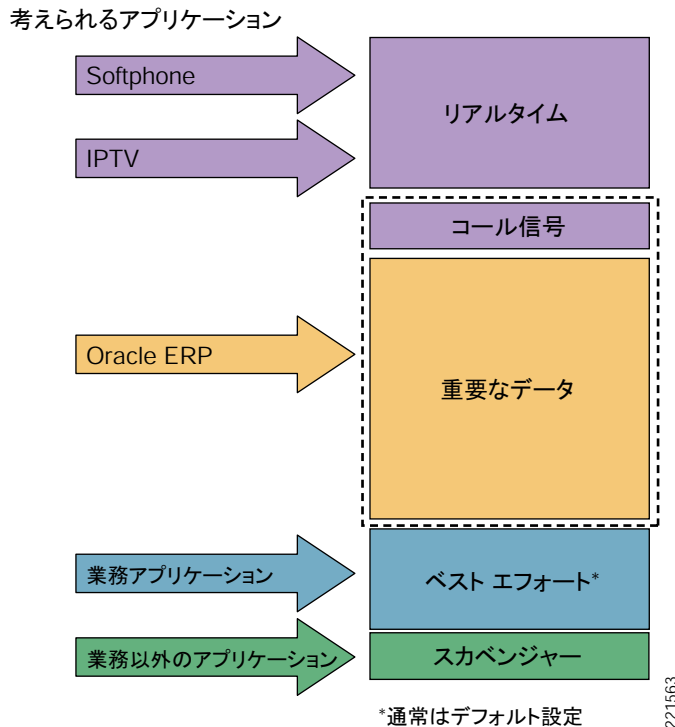 考えられるアプリケーション
Softphone
リアルタイム
IPTV
コール信号
Oracle ERP
重要なデータ
業務アプリケーション
ベスト エフォート*
業務以外のアプリケーション
スカベンジャー
*通常はデフォルト設定
221563